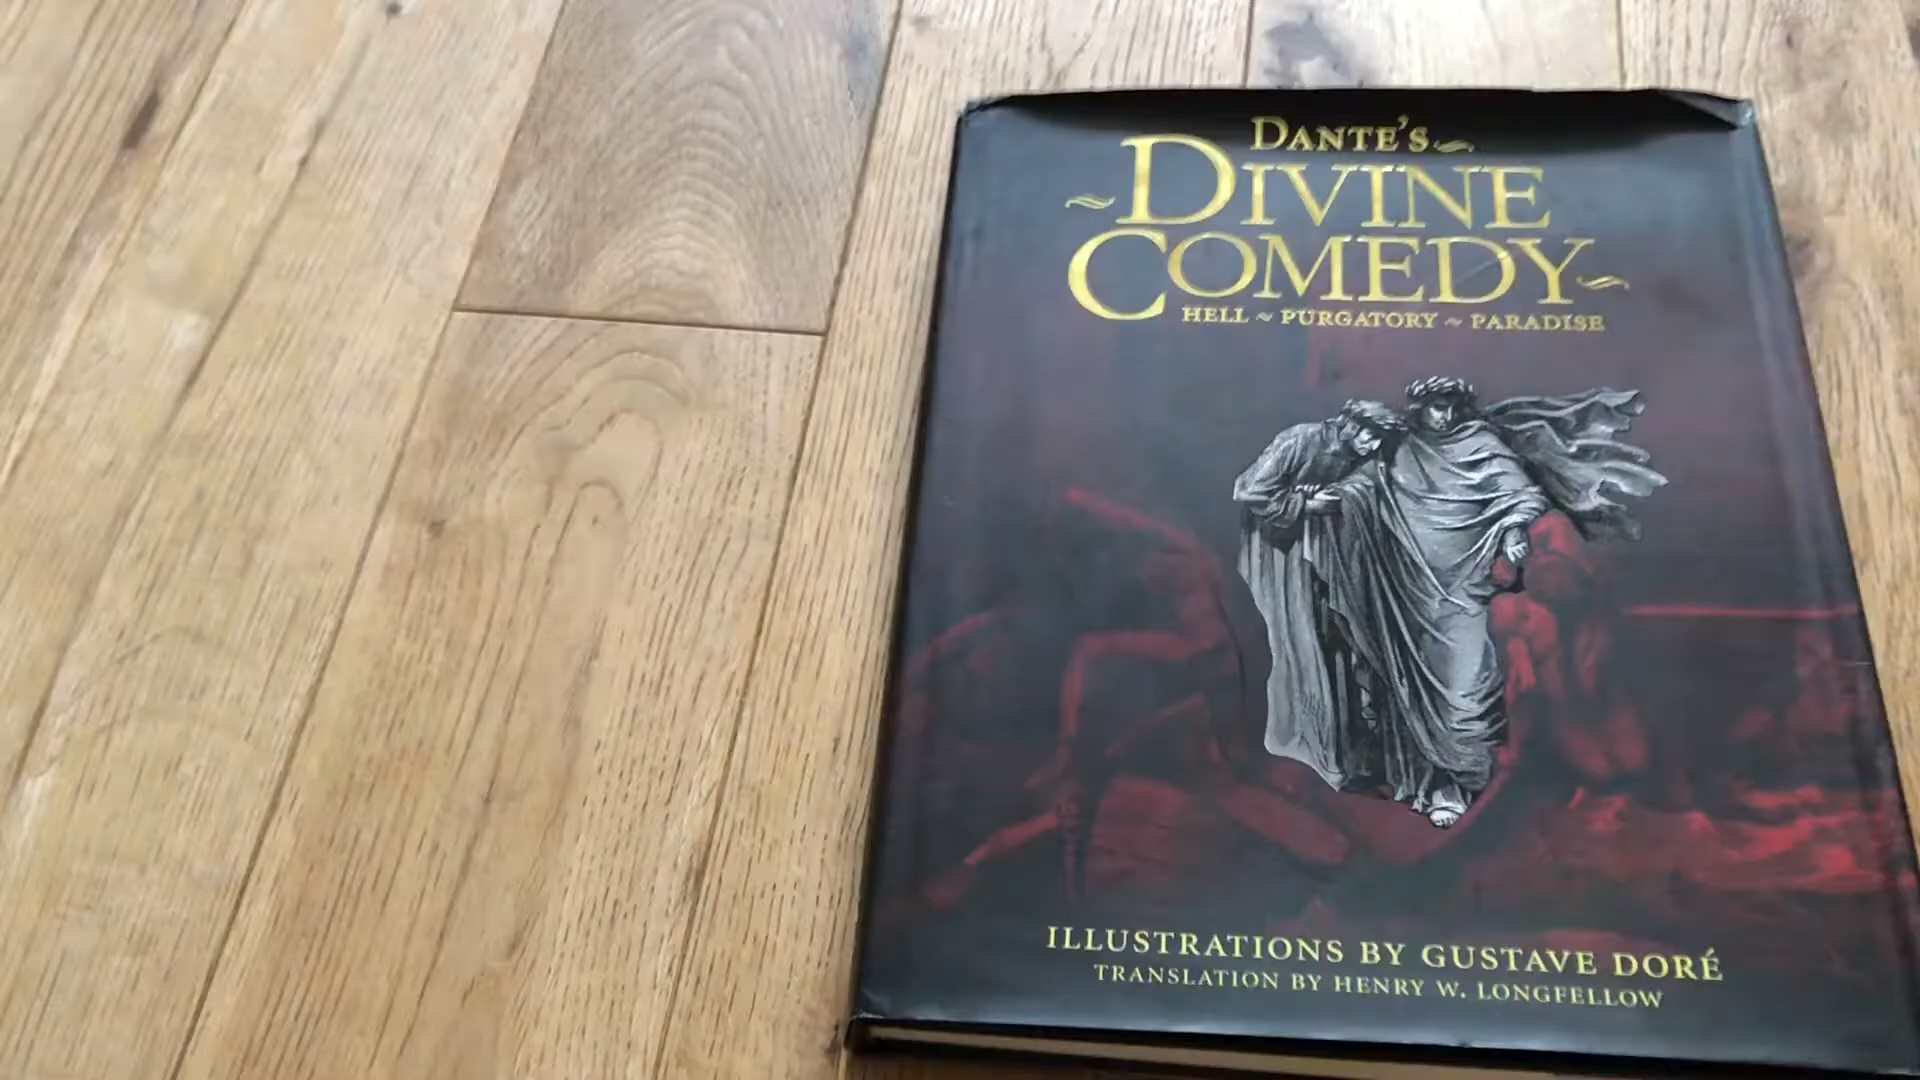 DANTE'S
~DIVINE
COMEDY~
HELL ~ PURGATORY ~ PARADISE
ILLUSTRATIONS BY GUSTAVE DORÉ
TRANSLATION BY HENRY W. LONGFELLOW